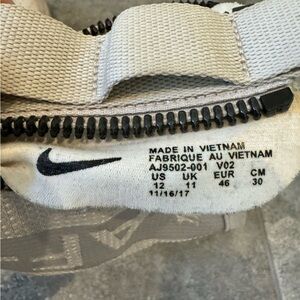 MADE IN VIETNAM
FABRIQUE AU VIETNAM
AJ9502-001 V02
US UK EUR CM
12 11 46 30
11/16/17